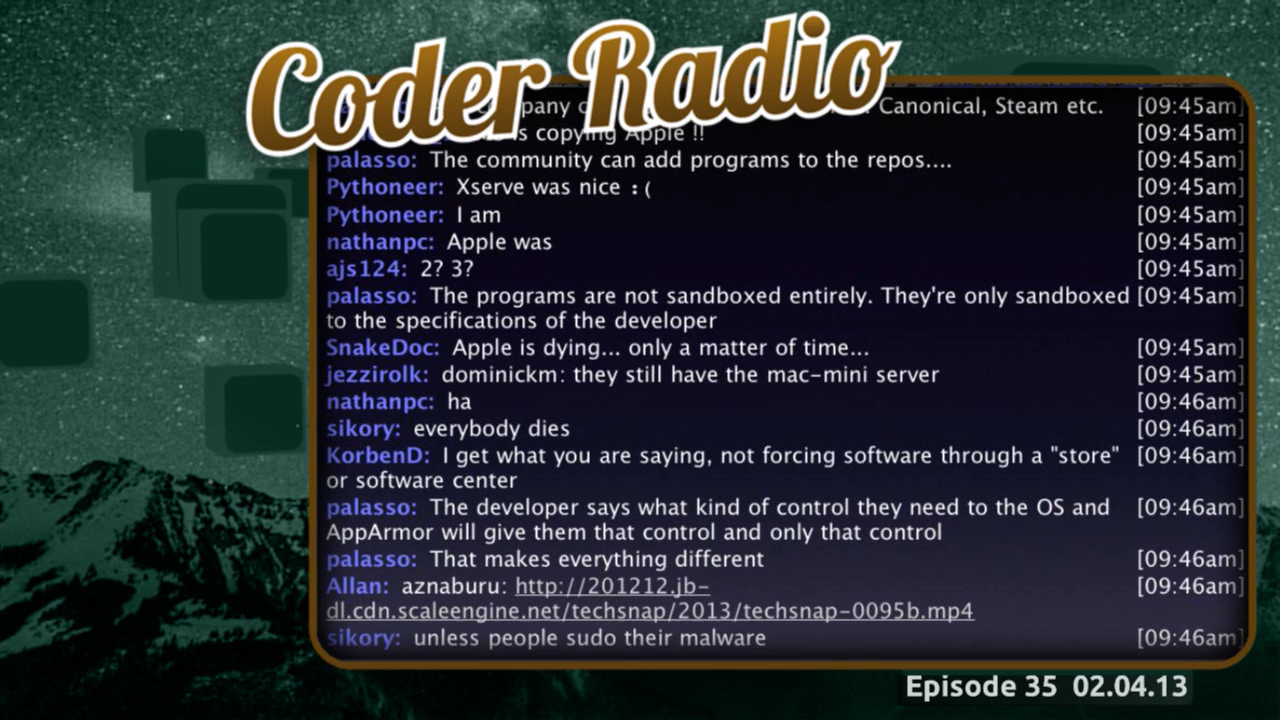 Coder Radio
pany Canonical, Steam etc. [09:45am]
is copying Apple !! [09:45am]
palasso: The community can add programs to the repos.... [09:45am]
Pythoneer: Xserve was nice :( [09:45am]
Pythoneer: I am [09:45am]
nathanpc: Apple was [09:45am]
ajs124: 2? 3? [09:45am]
palasso: The programs are not sandboxed entirely. They're only sandboxed [09:45am]
to the specifications of the developer
SnakeDoc: Apple is dying... only a matter of time... [09:45am]
jezzirolk: dominickm: they still have the mac-mini server [09:45am]
nathanpc: ha [09:46am]
sikory: everybody dies [09:46am]
KorbenD: I get what you are saying, not forcing software through a "store" [09:46am]
or software center
palasso: The developer says what kind of control they need to the OS and [09:46am]
AppArmor will give them that control and only that control
palasso: That makes everything different [09:46am]
Allan: aznaburu: http://201212.jb- [09:46am]
dl.cdn.scaleengine.net/techsnap/2013/techsnap-0095b.mp4
sikory: unless people sudo their malware [09:46am]
Episode 35 02.04.13